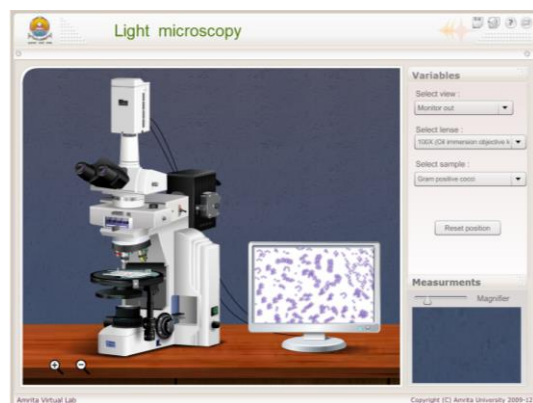 Light microscopy
Variables
Select view :
Monitor out
Select lense :
100X (Oil immersion objective l
Select sample :
Gram positive cocci
Reset position
Measurments
Magnifier
Amrita Virtual Lab
Copyright (C) Amrita University 2009-12